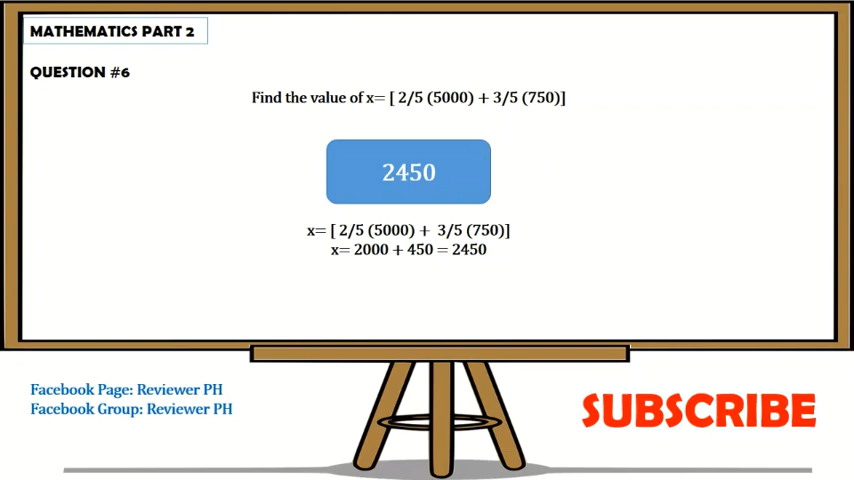 MATHEMATICS PART 2
QUESTION #6
Find the value of x= [ 2/5 (5000) + 3/5 (750)]
2450
x= [ 2/5 (5000) + 3/5 (750)]
x= 2000 + 450 = 2450
Facebook Page: Reviewer PH
Facebook Group: Reviewer PH
SUBSCRIBE